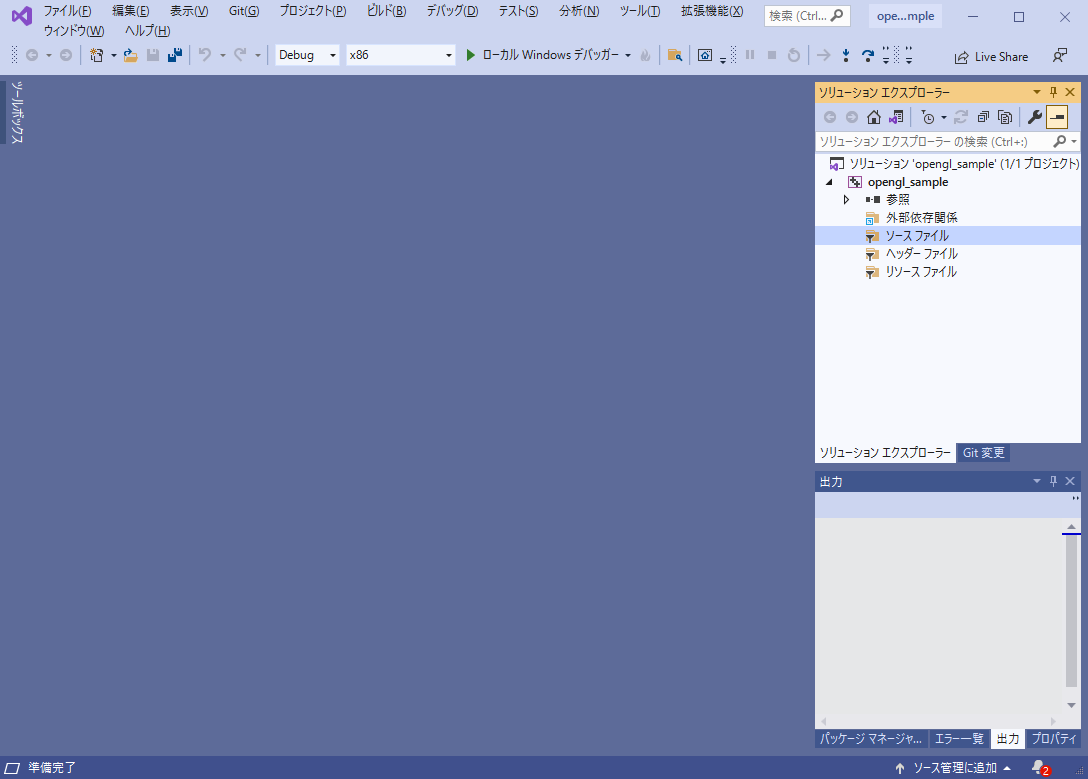 ファイル(F) 編集(E) 表示(V) Git(G) プロジェクト(P) ビルド(B) デバッグ(D) テスト(S) 分析(N) ツール(T) 拡張機能(X) 検索 (Ctrl... ope...mple
ウィンドウ(W) ヘルプ(H)
Debug x86 ローカル Windows デバッガー Live Share
ツールボックス
ソリューション エクスプローラー
ソリューション エクスプローラー の検索 (Ctrl+:)
ソリューション 'opengl_sample' (1/1 プロジェクト)
opengl_sample
参照
外部依存関係
ソース ファイル
ヘッダー ファイル
リソース ファイル
ソリューション エクスプローラー Git 変更
出力
パッケージ マネージャ... エラー一覧 出力 プロパティ
準備完了 ソース管理に追加 2